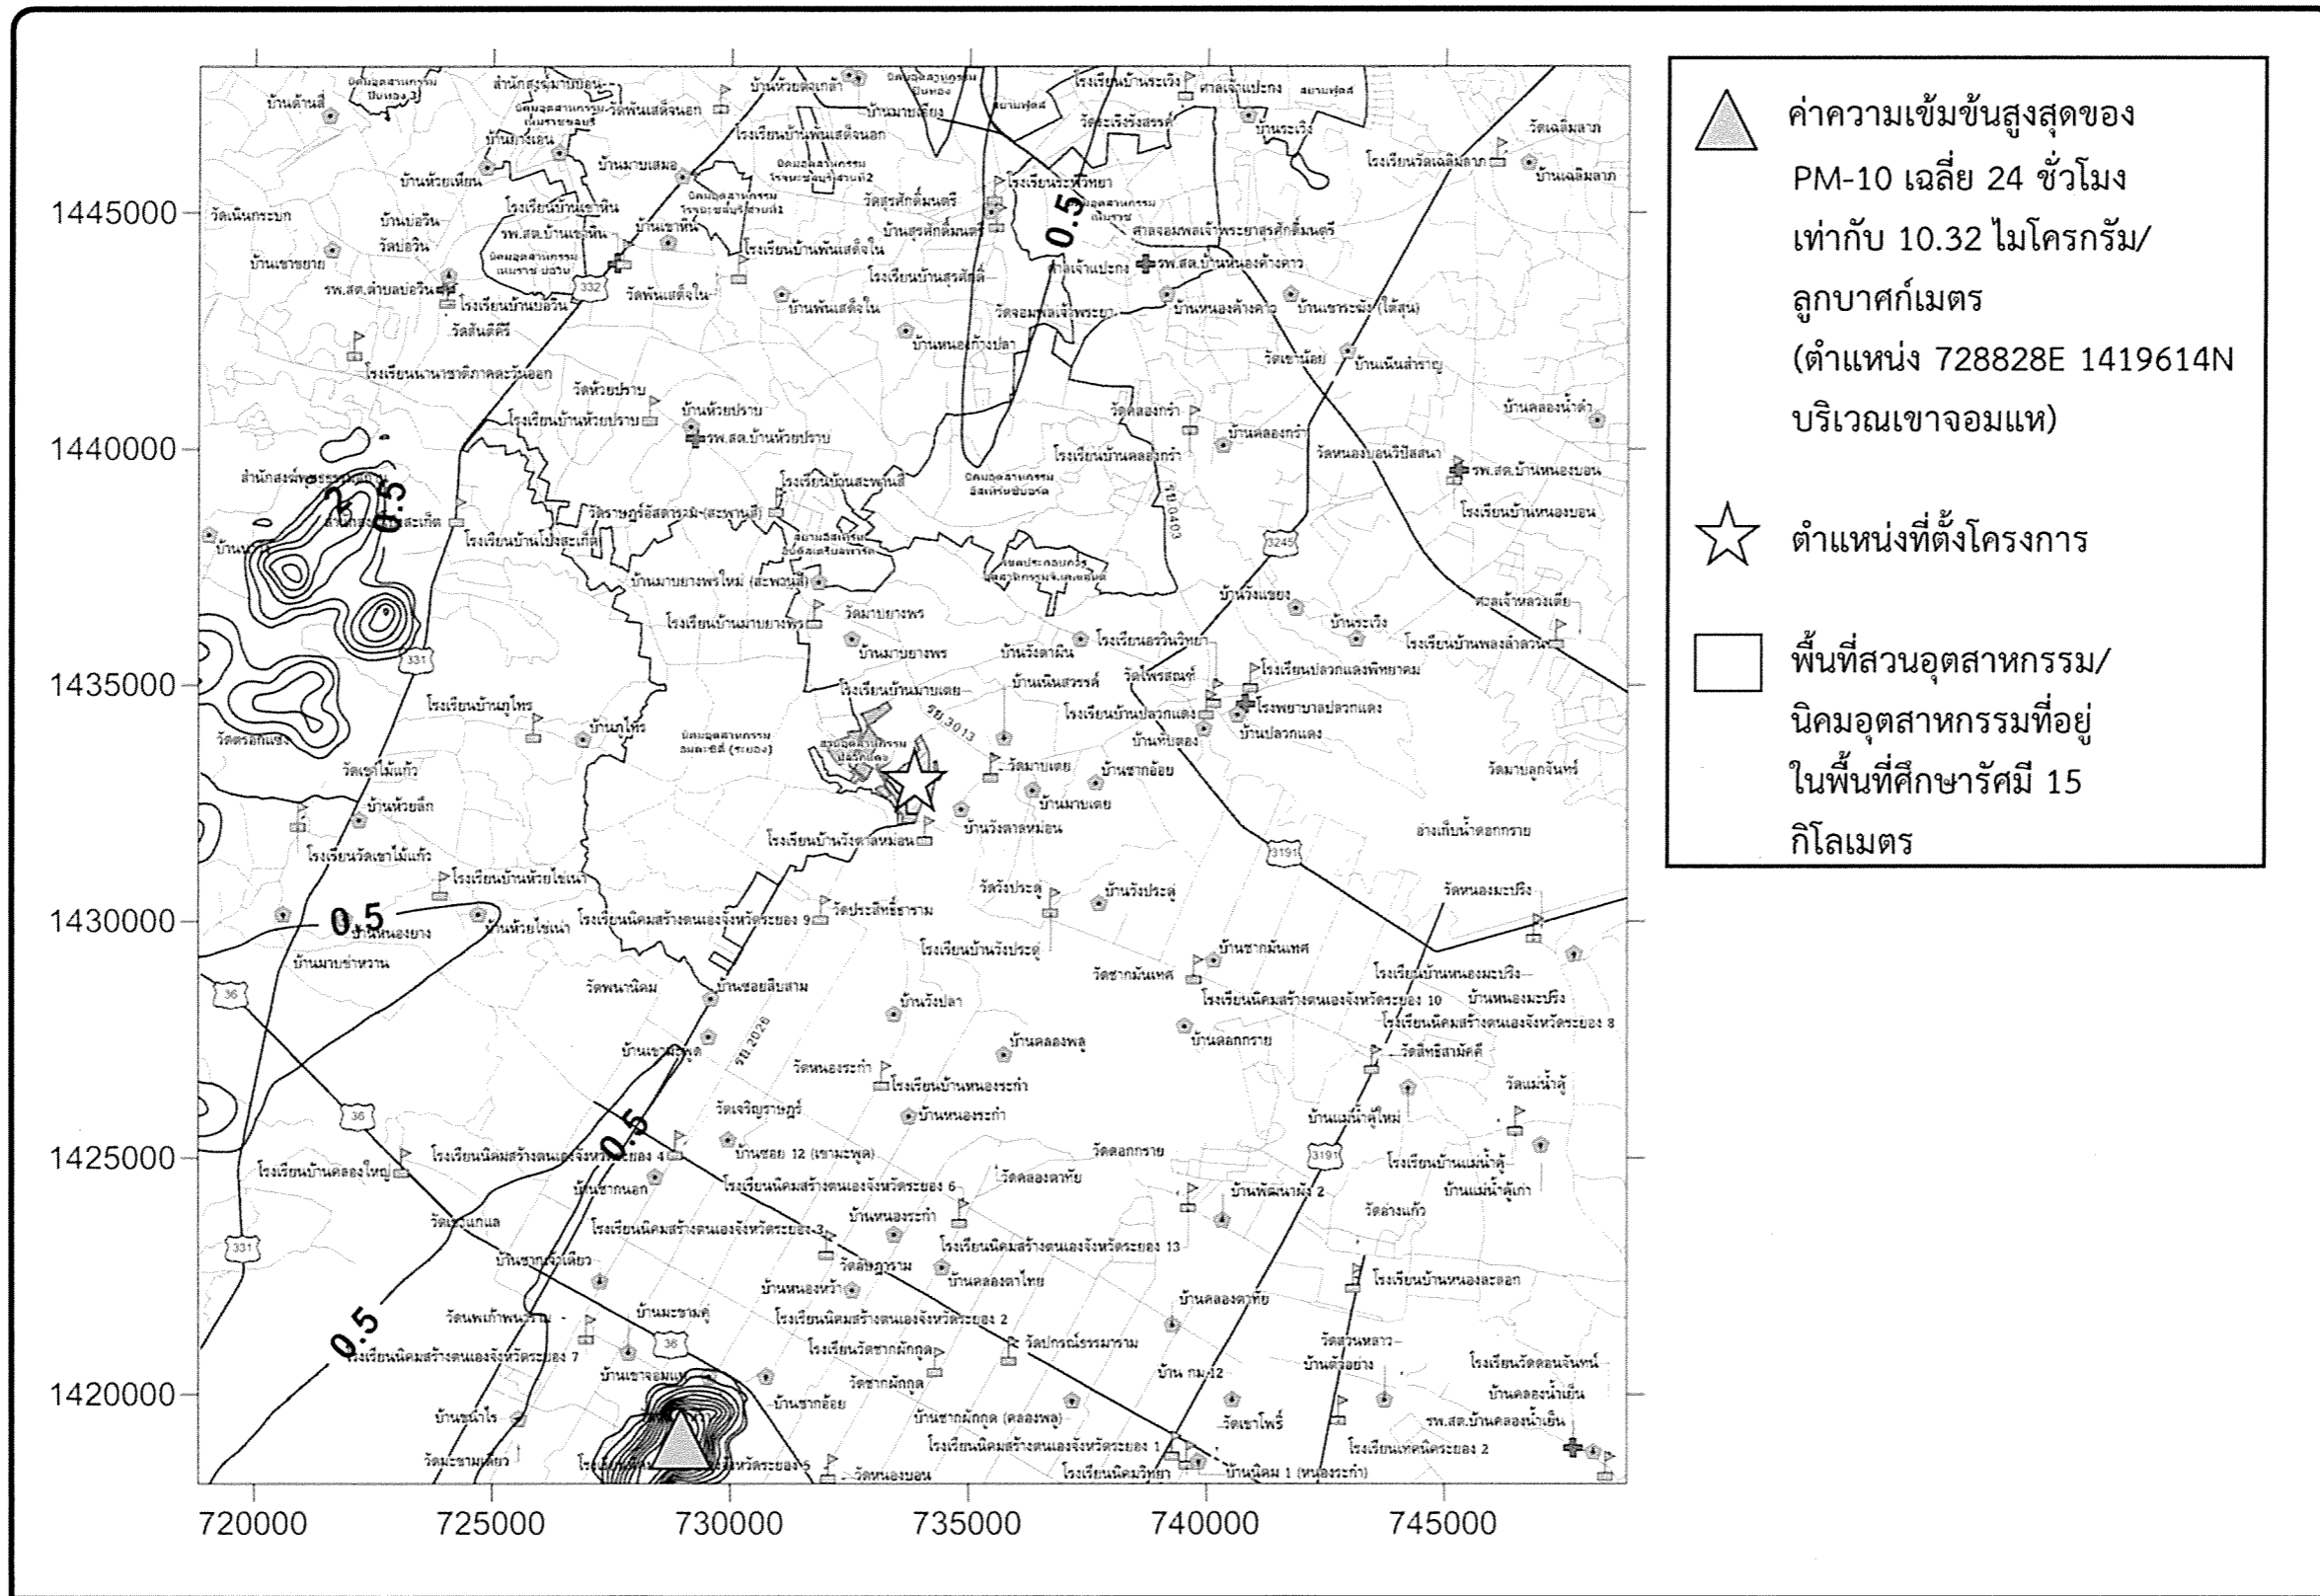 ค่าความเข้มข้นสูงสุดของ
PM-10 เฉลี่ย 24 ชั่วโมง
เท่ากับ 10.32 ไมโครกรัม/
ลูกบาศก์เมตร
(ตำแหน่ง 728828E 1419614N
บริเวณเขาจอมแห)
ตำแหน่งที่ตั้งโครงการ
พื้นที่สวนอุตสาหกรรม/
นิคมอุตสาหกรรมที่อยู่
ในพื้นที่ศึกษารัศมี 15
กิโลเมตร
1445000
1440000
1435000
1430000
1425000
1420000
720000
725000
730000
735000
740000
745000
บ้านห้วยเหียน
บ้านยางเอน
บ้านมาบเสมอ
วัดพันเสด็จนอก
โรงเรียนบ้านพันเสด็จนอก
โรงเรียนบ้านระเวิง
ศาลเจ้าแปะกง
บ้านระเวิง
วัดเฉลิมลาภ
โรงเรียนวัดเฉลิมลาภ
บ้านเฉลิมลาภ
วัดเนินกระบก
บ้านบ่อวิน
วัดบ่อวิน
โรงเรียนบ้านเขาหิน
รพ.สต.บ้านเขาหิน
บ้านเขาหิน
โรงเรียนบ้านพันเสด็จใน
วัดสุรศักดิ์มนตรี
บ้านสุรศักดิ์มนตรี
0.5
ศาลจอมพลเจ้าพระยาสุรศักดิ์มนตรี
บ้านเขาขยาย
รพ.สต.ตำบลบ่อวิน
โรงเรียนบ้านบ่อวิน
332
วัดพันเสด็จใน
บ้านพันเสด็จใน
โรงเรียนบ้านสุรศักดิ์
ศาลเจ้าแปะกง
รพ.สต.บ้านหนองค้างคาว
วัดจอมพลเจ้าพระยา
บ้านหนองค้างคาว
วัดสันติคีรี
บ้านหนองก้างปลา
วัดเขาน้อย
บ้านเนินสำราญ
โรงเรียนนานาชาติภาคตะวันออก
วัดห้วยปราบ
โรงเรียนบ้านห้วยปราบ
บ้านห้วยปราบ
รพ.สต.บ้านห้วยปราบ
วัดคลองกรำ
บ้านคลองกรำ
โรงเรียนบ้านคลองกรำ
บ้านคลองน้ำดำ
วัดหนองบอนวิปัสสนา
รพ.สต.บ้านหนองบอน
โรงเรียนบ้านหนองบอน
2
0.5
โรงเรียนบ้านโป่งสะเก็ต
โรงเรียนบ้านสะพานสี่
3245
บ้านมาบยางพรใหม่ (สะพานสี่)
วัดมาบยางพร
โรงเรียนบ้านมาบยางพร
บ้านมาบยางพร
บ้านวังตาผิน
โรงเรียนอรวินวิทยา
บ้านวังแขยง
บ้านระเวิง
ศาลเจ้าหลวงเตี่ย
331
โรงเรียนปลวกแดงพิทยาคม
บ้านเนินสวรรค์
โรงเรียนบ้านมาบเตย
โรงเรียนบ้านปลวกแดง
โรงพยาบาลปลวกแดง
บ้านทับตอง
บ้านปลวกแดง
โรงเรียนบ้านภูไทร
บ้านภูไทร
รย.3013
วัดมาบเตย
บ้านซากอ้อย
บ้านมาบเตย
วัดมาบลูกจันทร์
วัดเขาไม้แก้ว
บ้านห้วยลึก
โรงเรียนวัดเขาไม้แก้ว
บ้านวังตาลหม่อน
โรงเรียนบ้านวังตาลหม่อน
อ่างเก็บน้ำดอกกราย
3191
โรงเรียนบ้านห้วยไข่เน่า
บ้านห้วยไข่เน่า
0.5
บ้านหนองยาง
โรงเรียนนิคมสร้างตนเองจังหวัดระยอง 9
วัดประสิทธิ์ธาราม
วัดวังประดู่
บ้านวังประดู่
โรงเรียนบ้านวังประดู่
วัดหนองมะปริง
บ้านมาบข่าหวาน
36
วัดพนานิคม
บ้านซอยสิบสาม
บ้านวังปลา
วัดซากมันเทศ
บ้านซากมันเทศ
โรงเรียนบ้านหนองมะปริง
โรงเรียนนิคมสร้างตนเองจังหวัดระยอง 10
บ้านหนองมะปริง
โรงเรียนนิคมสร้างตนเองจังหวัดระยอง 8
บ้านเขามะพูด
รย.2026
บ้านคลองพลู
บ้านดอกกราย
วัดสิทธิสามัคคี
วัดหนองระกำ
โรงเรียนบ้านหนองระกำ
วัดแม่น้ำคู้
36
0.5
วัดเจริญราษฎร์
บ้านหนองระกำ
บ้านแม่น้ำคู้ใหม่
โรงเรียนบ้านคลองใหญ่
โรงเรียนนิคมสร้างตนเองจังหวัดระยอง 4
บ้านซอย 12 (เขามะพูด)
วัดดอกกราย
3191
โรงเรียนบ้านแม่น้ำคู้
บ้านซากนอก
โรงเรียนนิคมสร้างตนเองจังหวัดระยอง 6
วัดคลองตาทัย
บ้านพัฒนาผัง 2
บ้านแม่น้ำคู้เก่า
โรงเรียนนิคมสร้างตนเองจังหวัดระยอง 3
บ้านหนองระกำ
วัดอ่างแก้ว
331
โรงเรียนนิคมสร้างตนเองจังหวัดระยอง 13
บ้านหนองหว้า
บ้านคลองตาไทย
โรงเรียนบ้านหนองละลอก
0.5
บ้านมะขามคู่
36
โรงเรียนนิคมสร้างตนเองจังหวัดระยอง 2
บ้านคลองตาทัย
โรงเรียนนิคมสร้างตนเองจังหวัดระยอง 7
โรงเรียนวัดซากผักกูด
วัดปกรณ์ธรรมาราม
วัดสวนหลาว
บ้านเขาจอมแห
วัดซากผักกูด
บ้าน กม.12
โรงเรียนวัดดอนจันทน์
บ้านซากอ้อย
บ้านซากผักกูด (คลองพลู)
วัดเขาโพธิ์
บ้านคลองน้ำเย็น
รพ.สต.บ้านคลองน้ำเย็น
วัดมะขามเดี่ยว
วัดหนองบอน
โรงเรียนนิคมสร้างตนเองจังหวัดระยอง 1
โรงเรียนนิคมวิทยา
บ้านนิคม 1 (หนองระกำ)
โรงเรียนเทคนิคระยอง 2